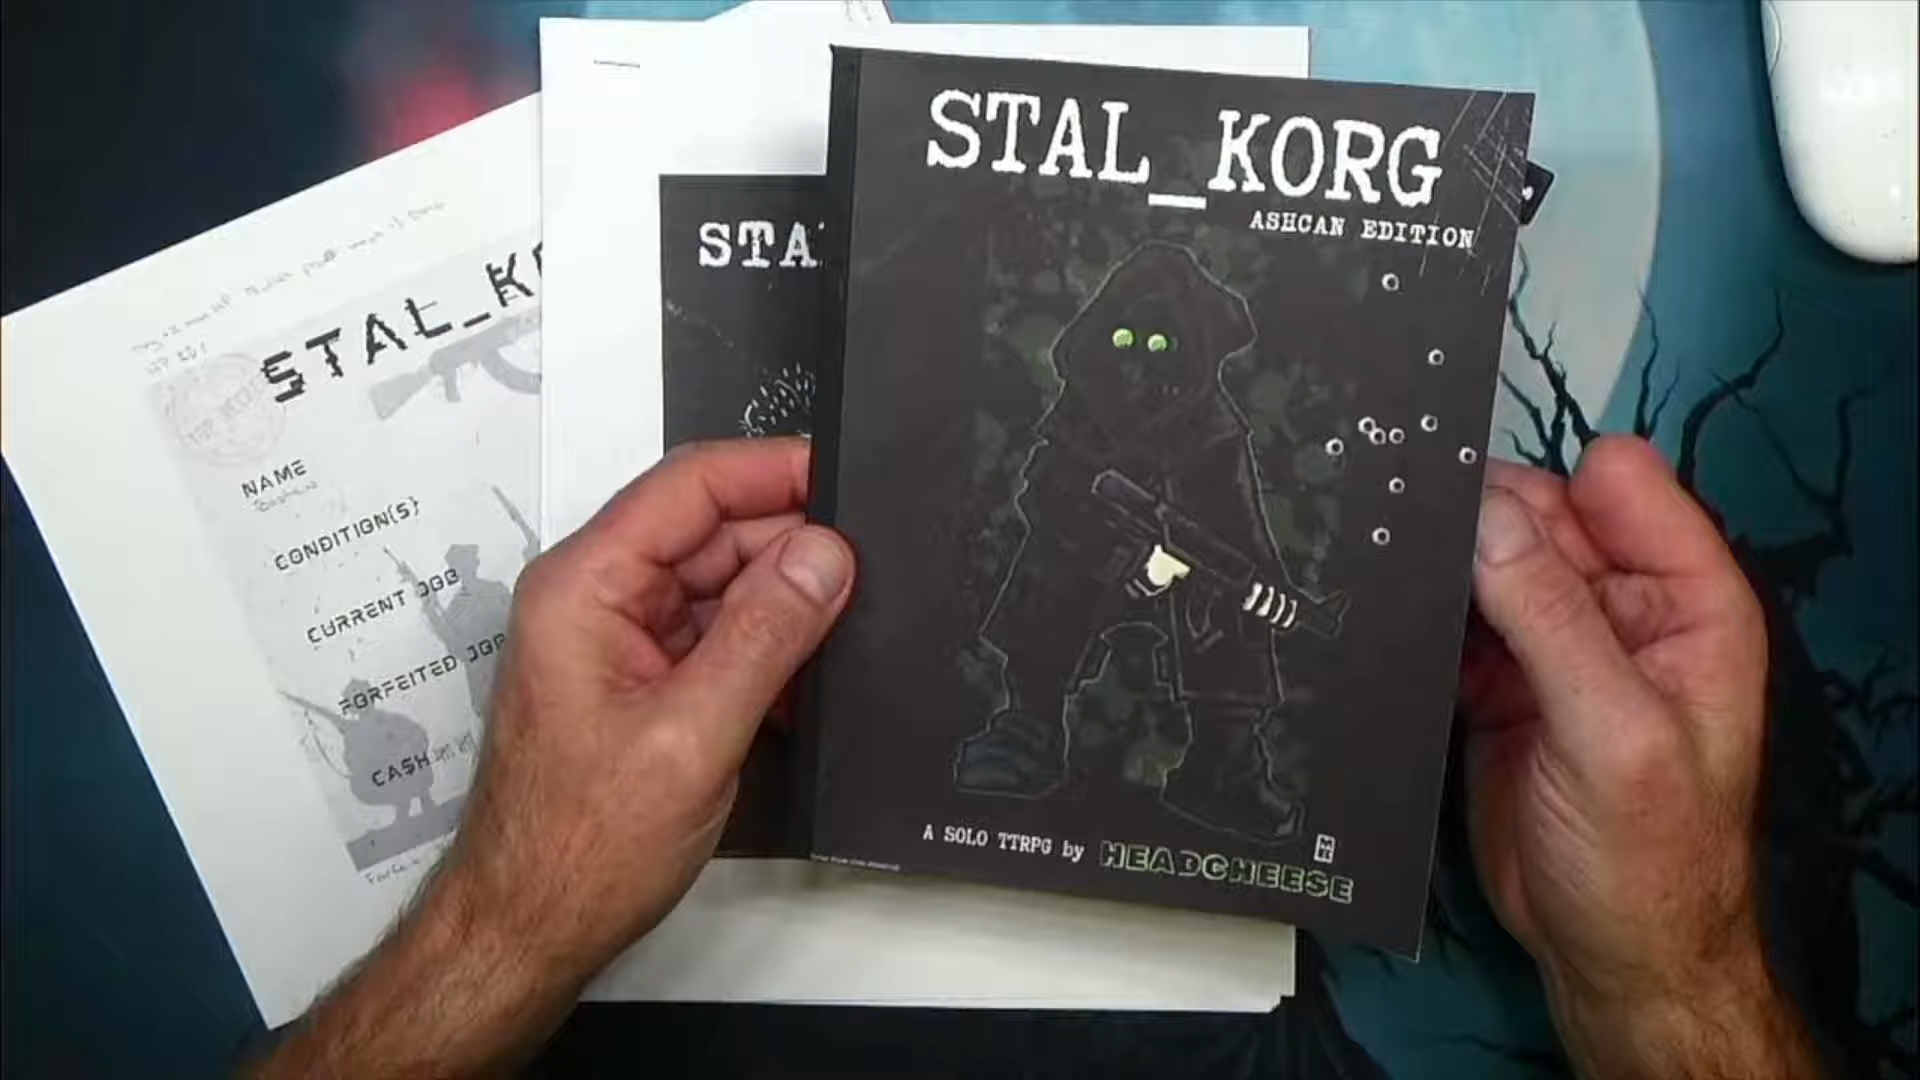 STAL_KORG
ASHCAN EDITION
A SOLO TTRPG by HEADCHEESE
STA
STAL_K
NAME
CONDITION(S)
CURRENT JOB
FORFEITED JOB
CASH